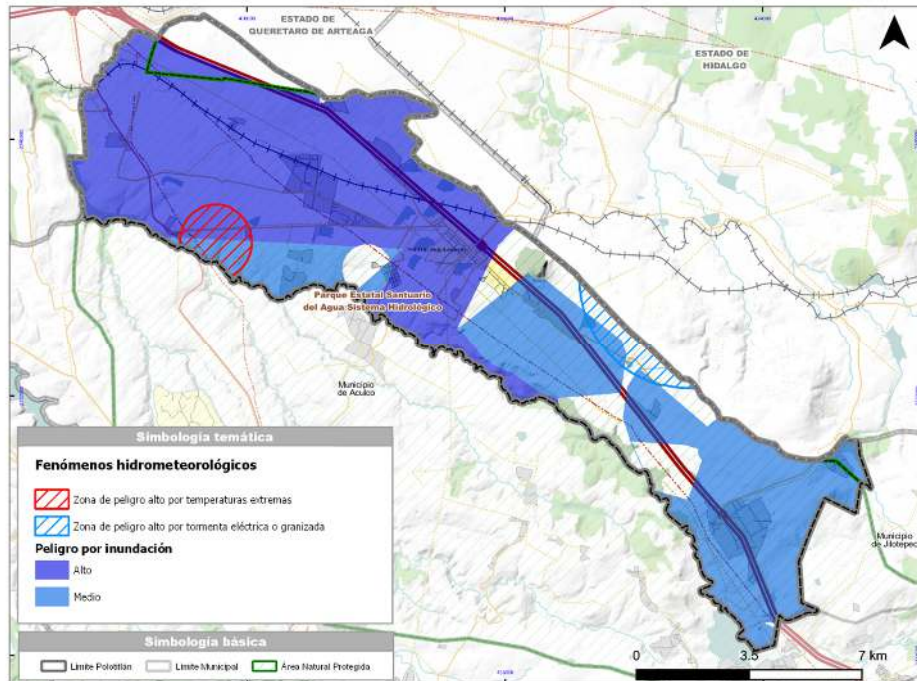 ESTADO DE
QUERETARO DE ARTEAGA
ESTADO DE
HIDALGO
Parque Estatal Santuario
del Agua Sistema Hidrológico
Municipio
de Aculco
Municipio
de Jilotepec
Simbología temática
Fenómenos hidrometeorológicos
Zona de peligro alto por temperaturas extremas
Zona de peligro alto por tormenta eléctrica o granizada
Peligro por inundación
Alto
Medio
Simbología básica
Límite Polotitlán
Límite Municipal
Área Natural Protegida
0
3.5
7 km